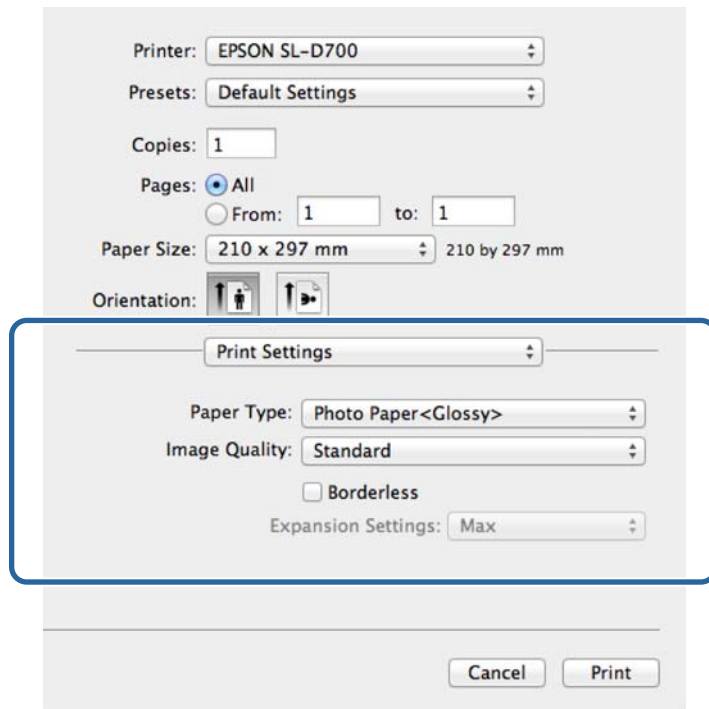 Printer: EPSON SL-D700
Presets: Default Settings
Copies: 1
Pages: All
From: 1 to: 1
Paper Size: 210 x 297 mm 210 by 297 mm
Orientation:
Print Settings
Paper Type: Photo Paper<Glossy>
Image Quality: Standard
Borderless
Expansion Settings: Max
Cancel Print